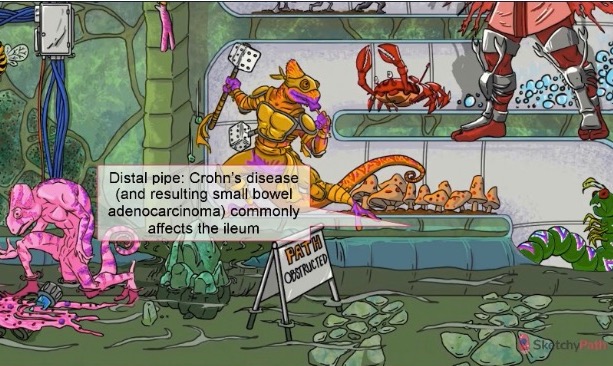 Distal pipe: Crohn's disease
(and resulting small bowel
adenocarcinoma) commonly
affects the ileum
PATH
OBSTRUCTED
SketchyPath